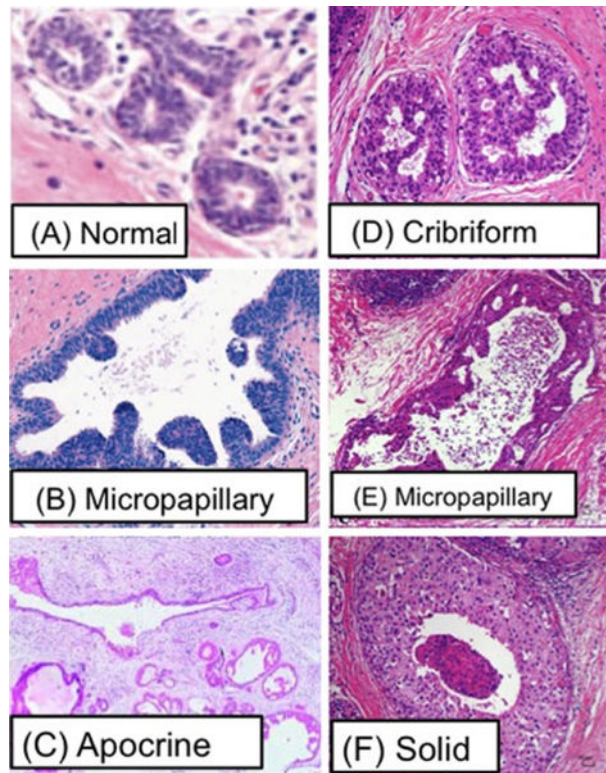 (A) Normal
(D) Cribriform
(B) Micropapillary
(E) Micropapillary
(C) Apocrine
(F) Solid